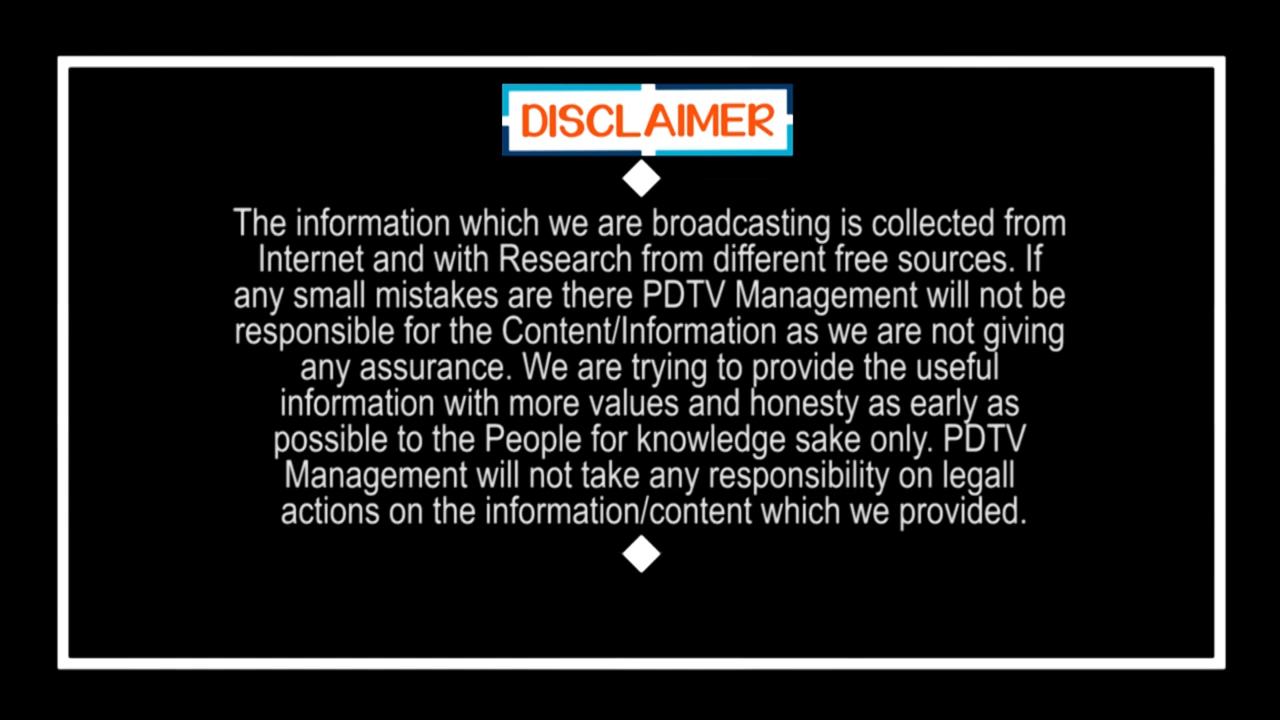 DISCLAIMER
The information which we are broadcasting is collected from
Internet and with Research from different free sources. If
any small mistakes are there PDTV Management will not be
responsible for the Content/Information as we are not giving
any assurance. We are trying to provide the useful
information with more values and honesty as early as
possible to the People for knowledge sake only. PDTV
Management will not take any responsibility on legall
actions on the information/content which we provided.